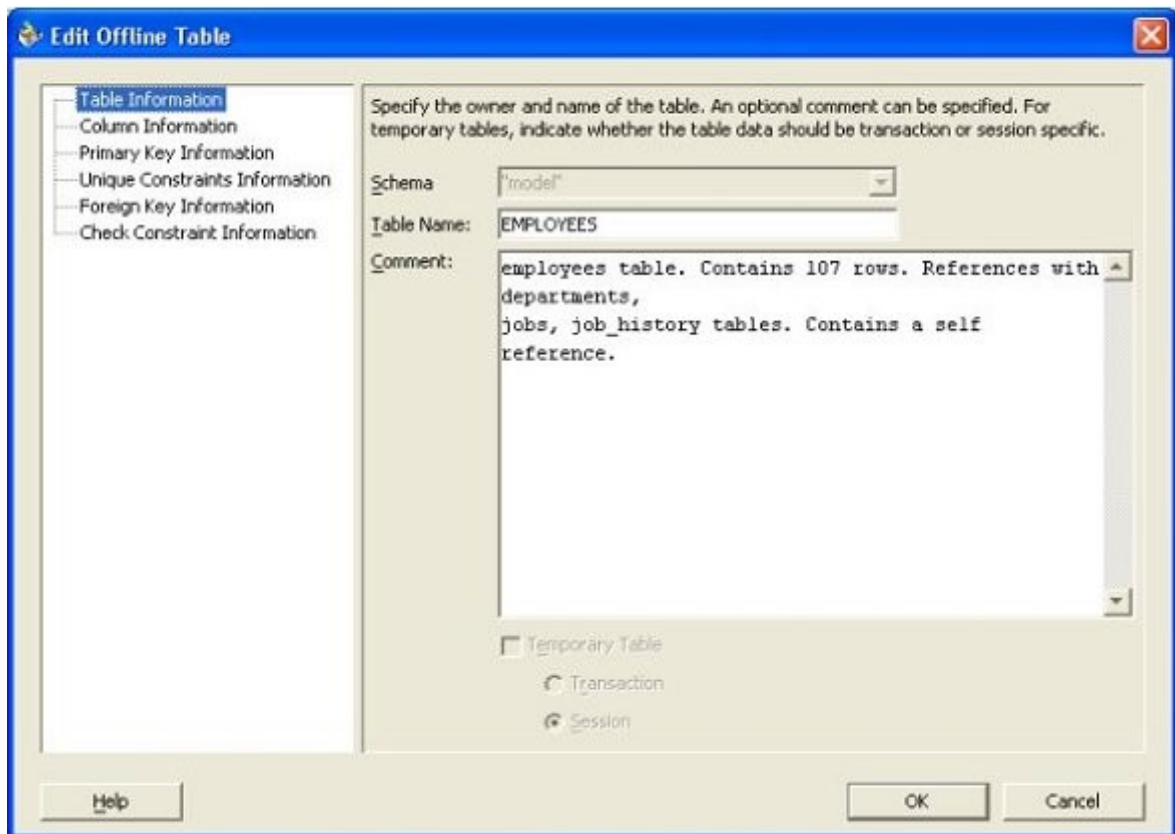 Edit Offline Table
Table Information
Column Information
Primary Key Information
Unique Constraints Information
Foreign Key Information
Check Constraint Information
Specify the owner and name of the table. An optional comment can be specified. For
temporary tables, indicate whether the table data should be transaction or session specific.
Schema
"model"
Table Name:
EMPLOYEES
Comment:
employees table. Contains 107 rows. References with
departments,
jobs, job_history tables. Contains a self
reference.
Temporary Table
Transaction
Session
Help
OK
Cancel